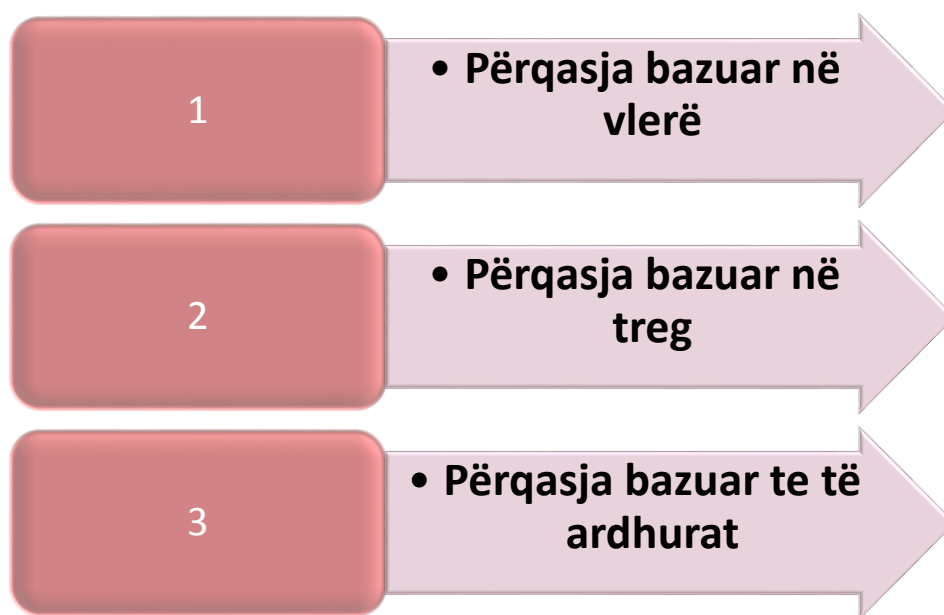 1
• Përqasja bazuar në
vlerë
2
• Përqasja bazuar në
treg
3
• Përqasja bazuar te të
ardhurat